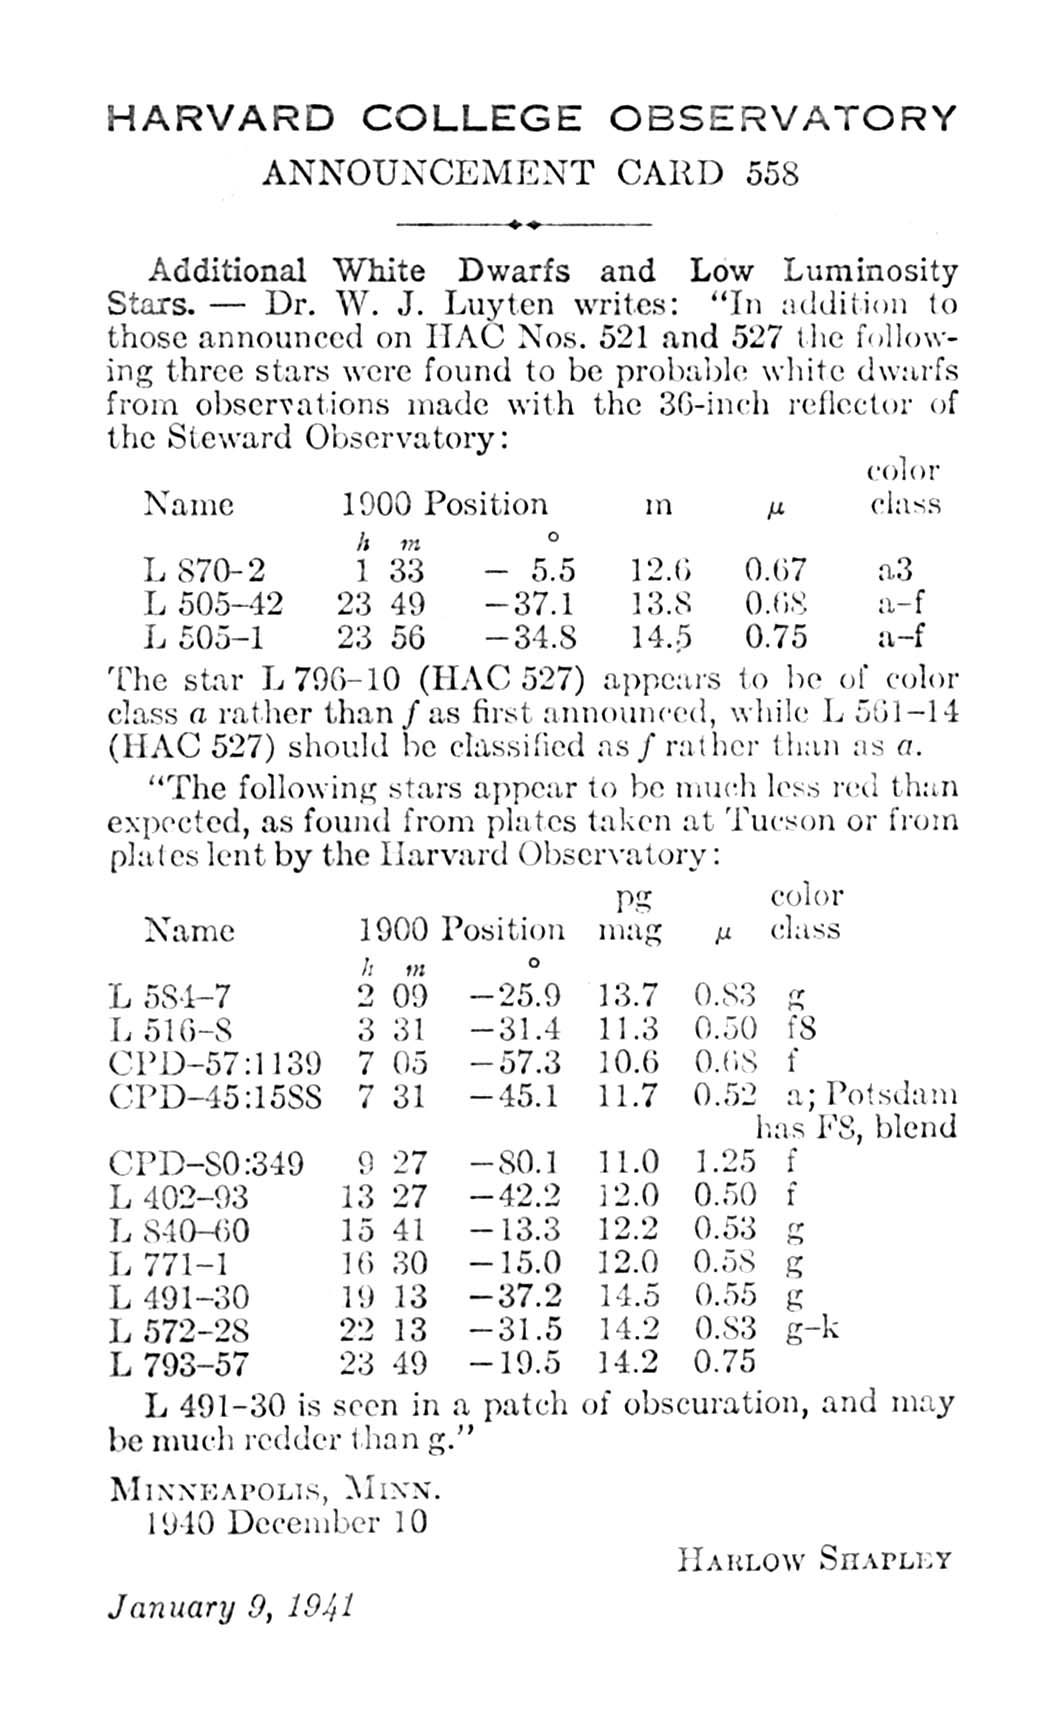 HARVARD COLLEGE OBSERVATORY
ANNOUNCEMENT CARD 558
Additional White Dwarfs and Low Luminosity
Stars. — Dr. W. J. Luyten writes: “In addition to
those announced on HAC Nos. 521 and 527 the follow-
ing three stars were found to be probable white dwarfs
from observations made with the 36-inch reflector of
the Steward Observatory:
color
Name 1900 Position m μ class
h m °
L 870-2 1 33 – 5.5 12.6 0.67 a3
L 505–42 23 49 –37.1 13.8 0.68 a–f
L 505–1 23 56 –34.8 14.5 0.75 a–f
The star L 796–10 (HAC 527) appears to be of color
class a rather than f as first announced, while L 561–14
(HAC 527) should be classified as f rather than as a.
“The following stars appear to be much less red than
expected, as found from plates taken at Tucson or from
plates lent by the Harvard Observatory:
pg color
Name 1900 Position mag μ class
h m °
L 584–7 2 09 –25.9 13.7 0.83 g
L 516–8 3 31 –31.4 11.3 0.50 f8
CPD–57:1139 7 05 –57.3 10.6 0.68 f
CPD–45:1588 7 31 –45.1 11.7 0.52 a; Potsdam
has F8, blend
CPD–80:349 9 27 –80.1 11.0 1.25 f
L 402–93 13 27 –42.2 12.0 0.50 f
L 840–60 15 41 –13.3 12.2 0.53 g
L 771–1 16 30 –15.0 12.0 0.58 g
L 491–30 19 13 –37.2 14.5 0.55 g
L 572–28 22 13 –31.5 14.2 0.83 g–k
L 793–57 23 49 –19.5 14.2 0.75
L 491–30 is seen in a patch of obscuration, and may
be much redder than g.”
MINNEAPOLIS, MINN.
1940 December 10
HARLOW SHAPLEY
January 9, 1941